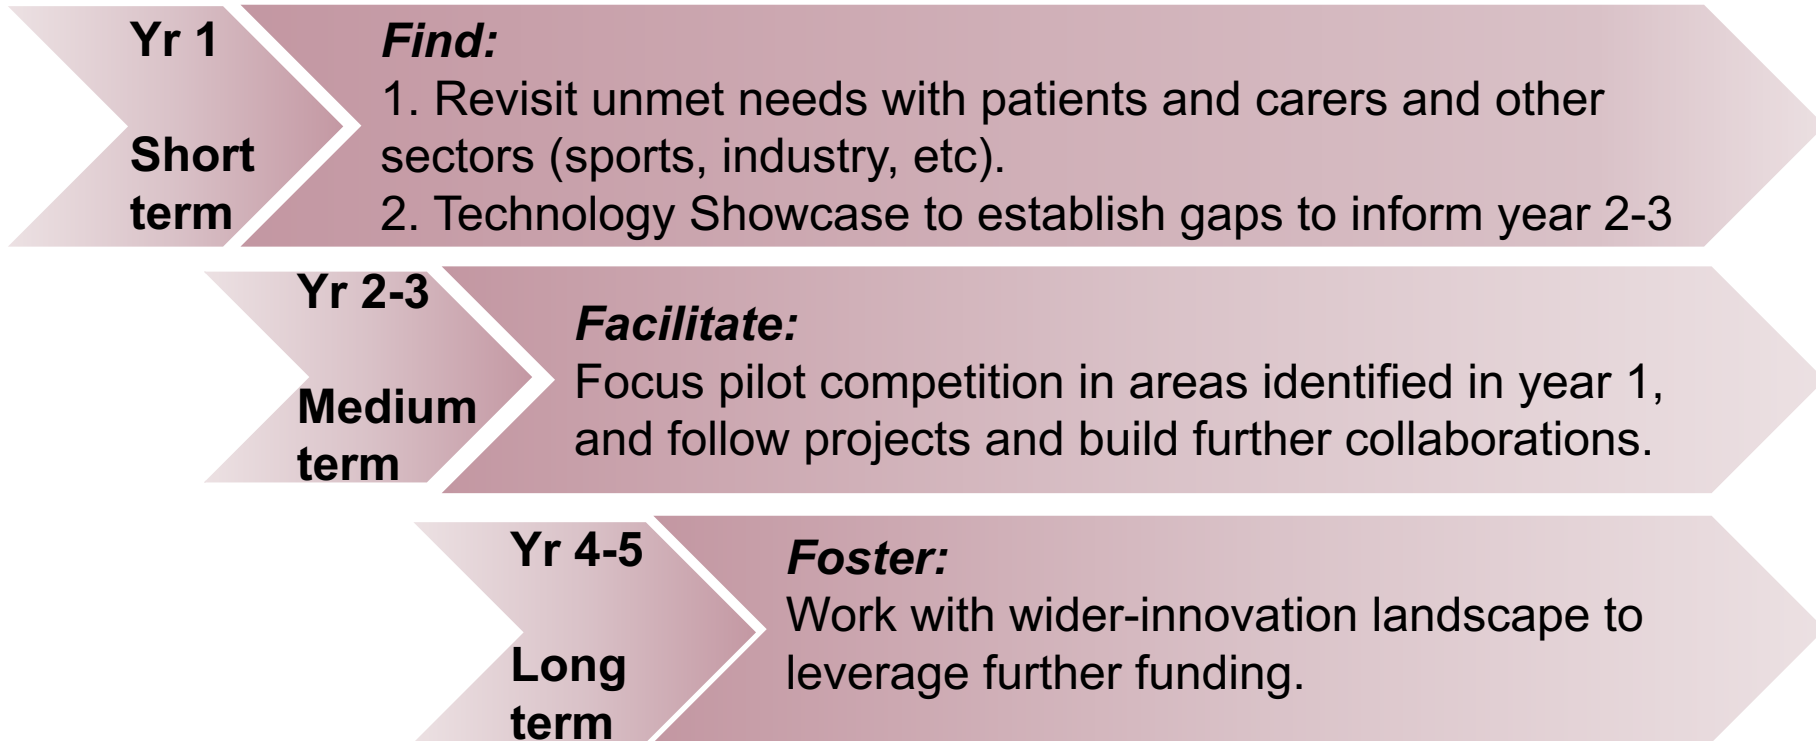 Yr 1
Short
term
Find:
1. Revisit unmet needs with patients and carers and other
sectors (sports, industry, etc).
2. Technology Showcase to establish gaps to inform year 2-3
Yr 2-3
Medium
term
Facilitate:
Focus pilot competition in areas identified in year 1,
and follow projects and build further collaborations.
Yr 4-5
Long
term
Foster:
Work with wider-innovation landscape to
leverage further funding.